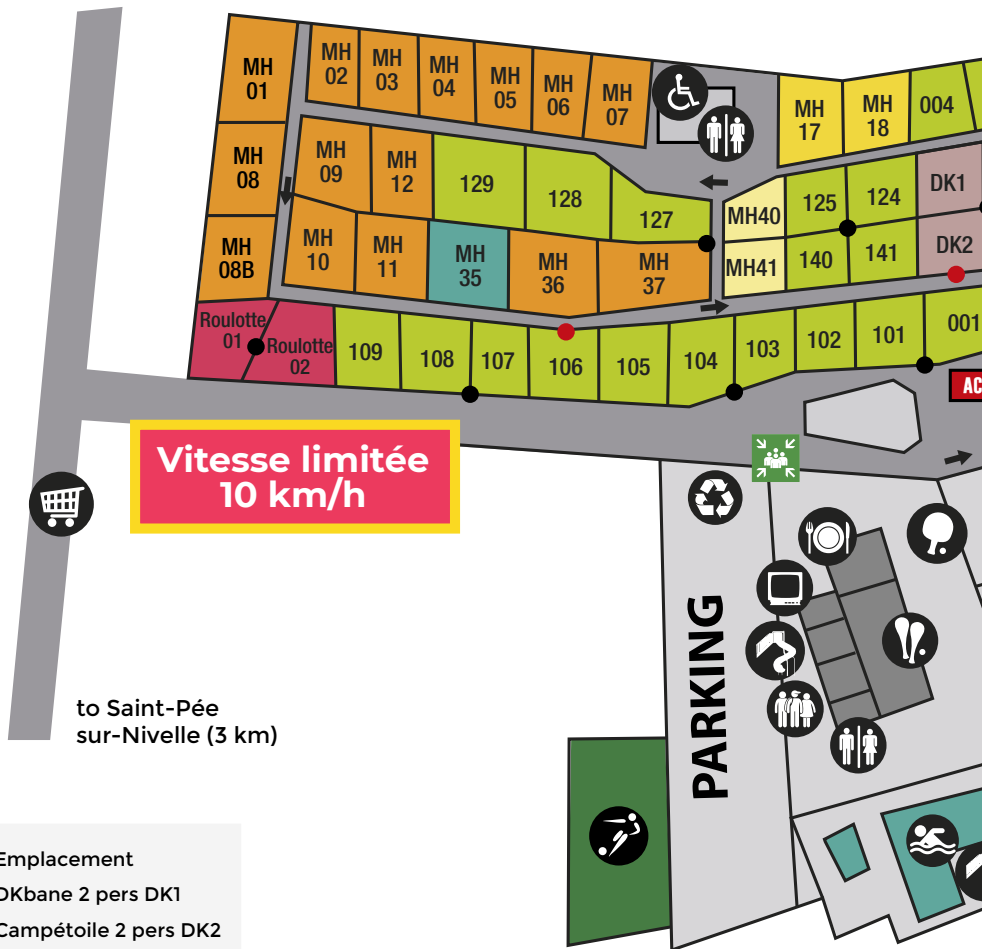 MH
01
MH
02
MH
03
MH
04
MH
05
MH
06
MH
07
MH
17
MH
18
004
MH
08
MH
09
MH
12
129
128
127
MH40
125
124
DK1
MH
08B
MH
10
MH
11
MH
35
MH
36
MH
37
MH41
140
141
DK2
Roulotte
01
Roulotte
02
109
108
107
106
105
104
103
102
101
001
AC
Vitesse limitée
10 km/h
PARKING
to Saint-Pée
sur-Nivelle (3 km)
Emplacement
DKbane 2 pers DK1
Campétoile 2 pers DK2